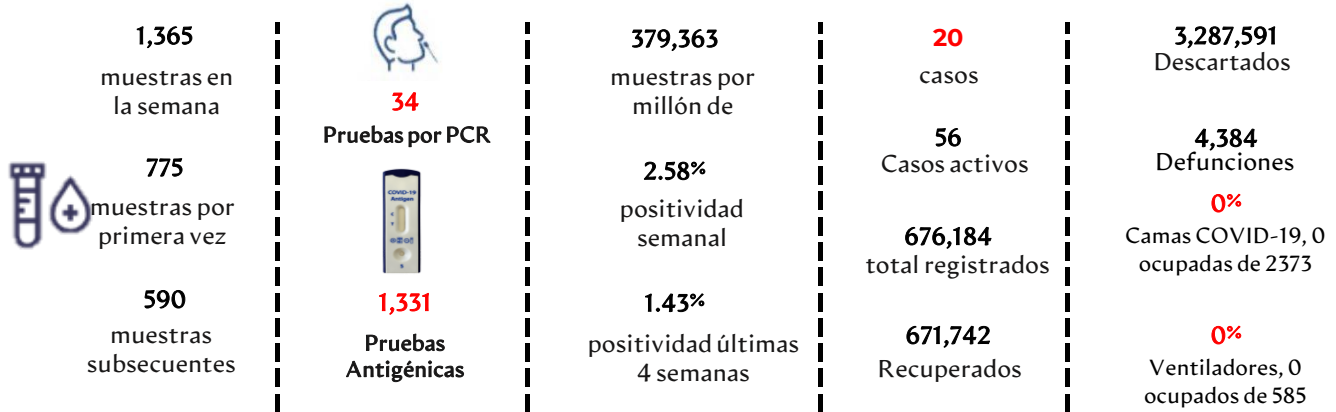 1,365
muestras en
la semana
775
muestras por
primera vez
590
muestras
subsecuentes
34
Pruebas por PCR
COVID-19
Antigen
1,331
Pruebas
Antigénicas
379,363
muestras por
millón de
2.58%
positividad
semanal
1.43%
positividad últimas
4 semanas
20
casos
56
Casos activos
676,184
total registrados
671,742
Recuperados
3,287,591
Descartados
4,384
Defunciones
0%
Camas COVID-19, 0
ocupadas de 2373
0%
Ventiladores, 0
ocupados de 585